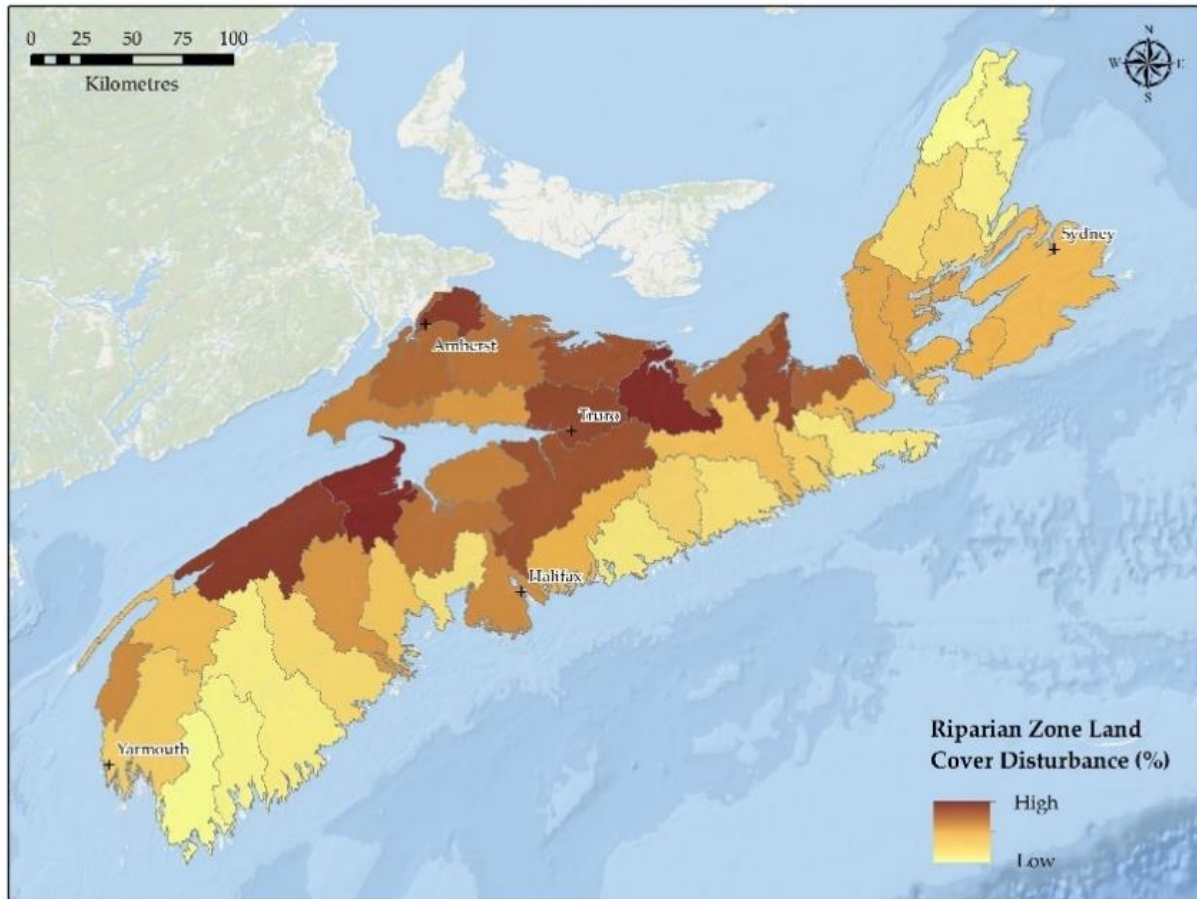 0 25 50 75 100
Kilometres
N
W E
S
Sydney
Amherst
Truro
Halifax
Yarmouth
Riparian Zone Land
Cover Disturbance (%)
High
Low